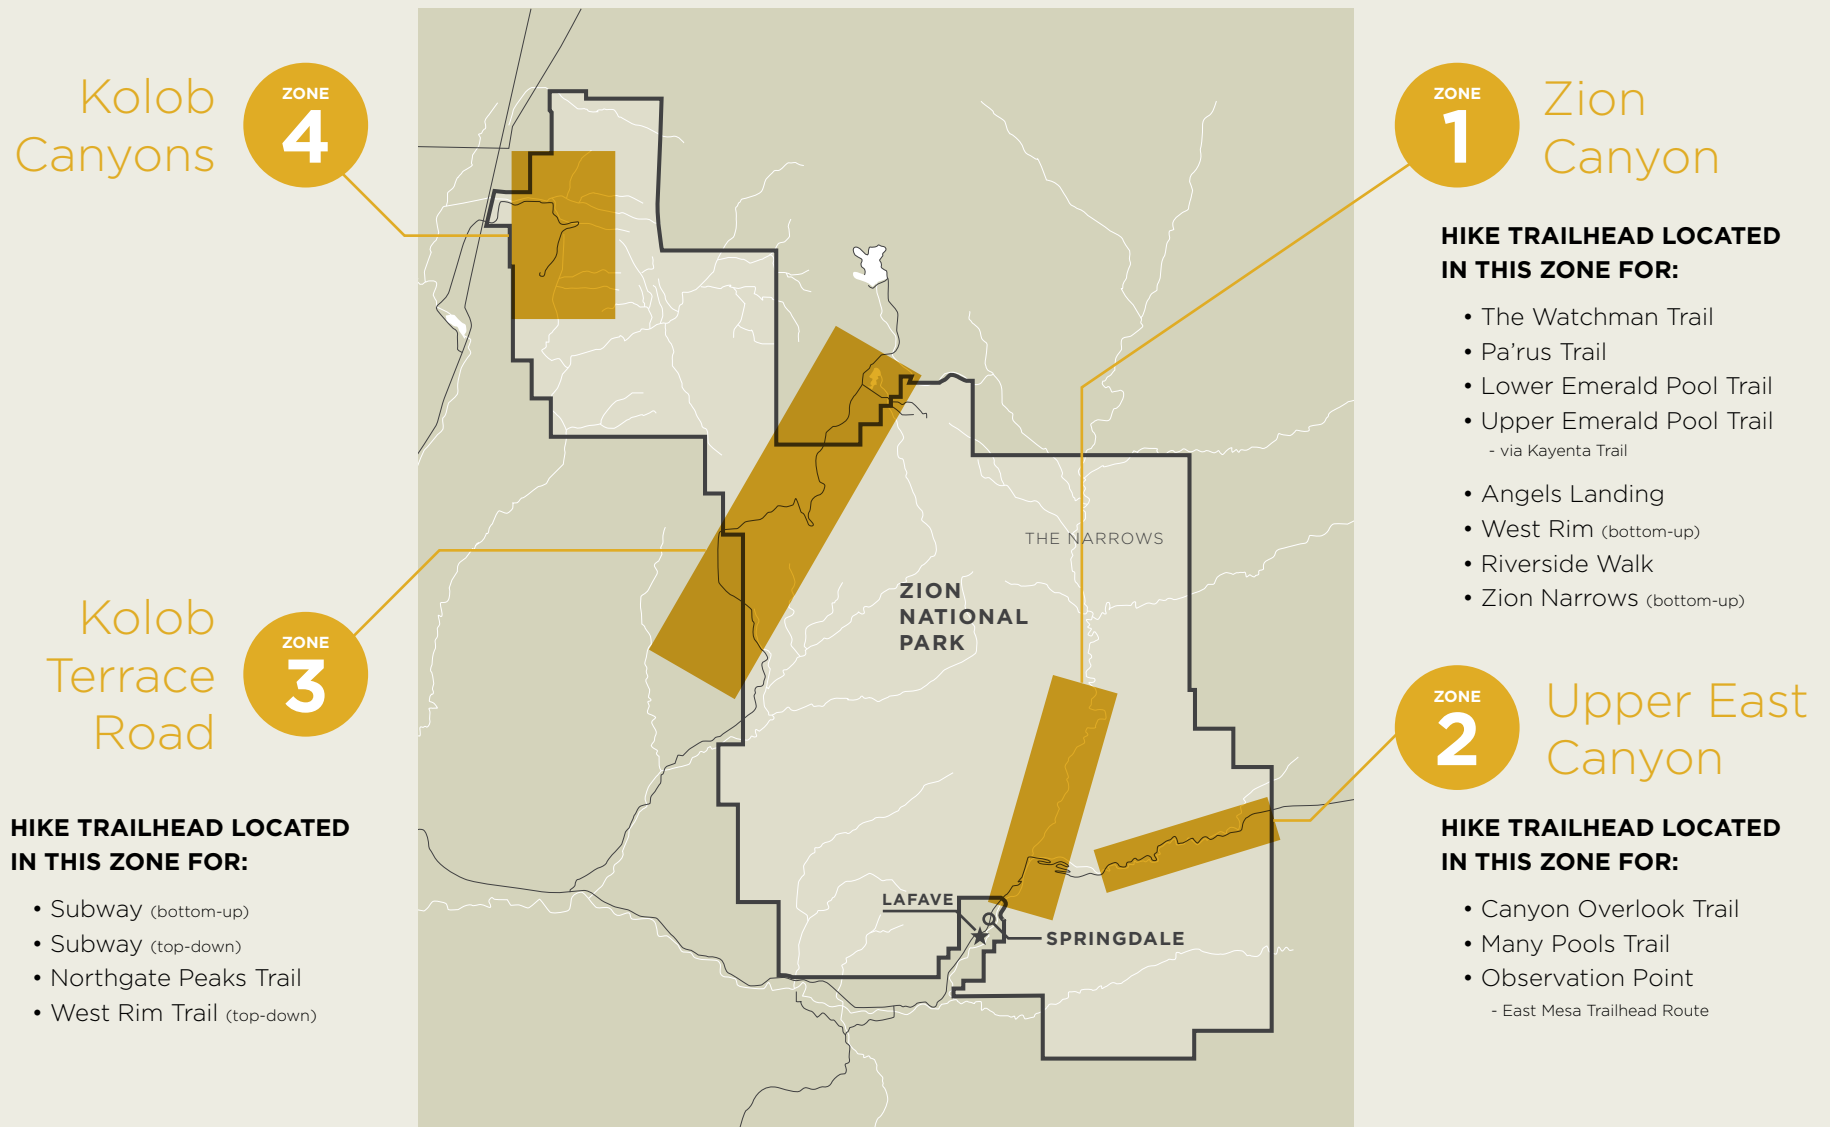 Kolob
Canyons
ZONE
4
ZONE
1
Zion
Canyon
HIKE TRAILHEAD LOCATED
IN THIS ZONE FOR:
• The Watchman Trail
• Pa’rus Trail
• Lower Emerald Pool Trail
• Upper Emerald Pool Trail
- via Kayenta Trail
• Angels Landing
• West Rim (bottom-up)
• Riverside Walk
• Zion Narrows (bottom-up)
THE NARROWS
ZION
NATIONAL
PARK
Kolob
Terrace
Road
ZONE
3
HIKE TRAILHEAD LOCATED
IN THIS ZONE FOR:
• Subway (bottom-up)
• Subway (top-down)
• Northgate Peaks Trail
• West Rim Trail (top-down)
LAFAVE
SPRINGDALE
ZONE
2
Upper East
Canyon
HIKE TRAILHEAD LOCATED
IN THIS ZONE FOR:
• Canyon Overlook Trail
• Many Pools Trail
• Observation Point
- East Mesa Trailhead Route